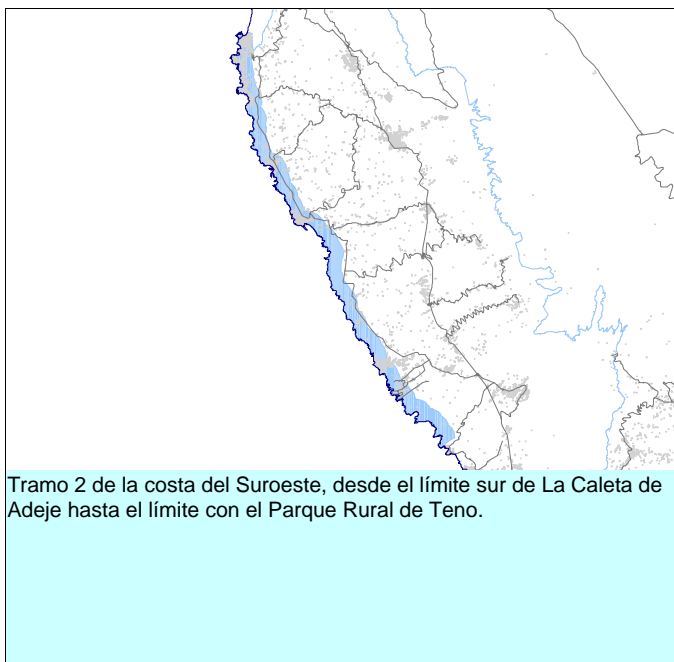 Tramo 2 de la costa del Suroeste, desde el límite sur de La Caleta de
Adeje hasta el límite con el Parque Rural de Teno.